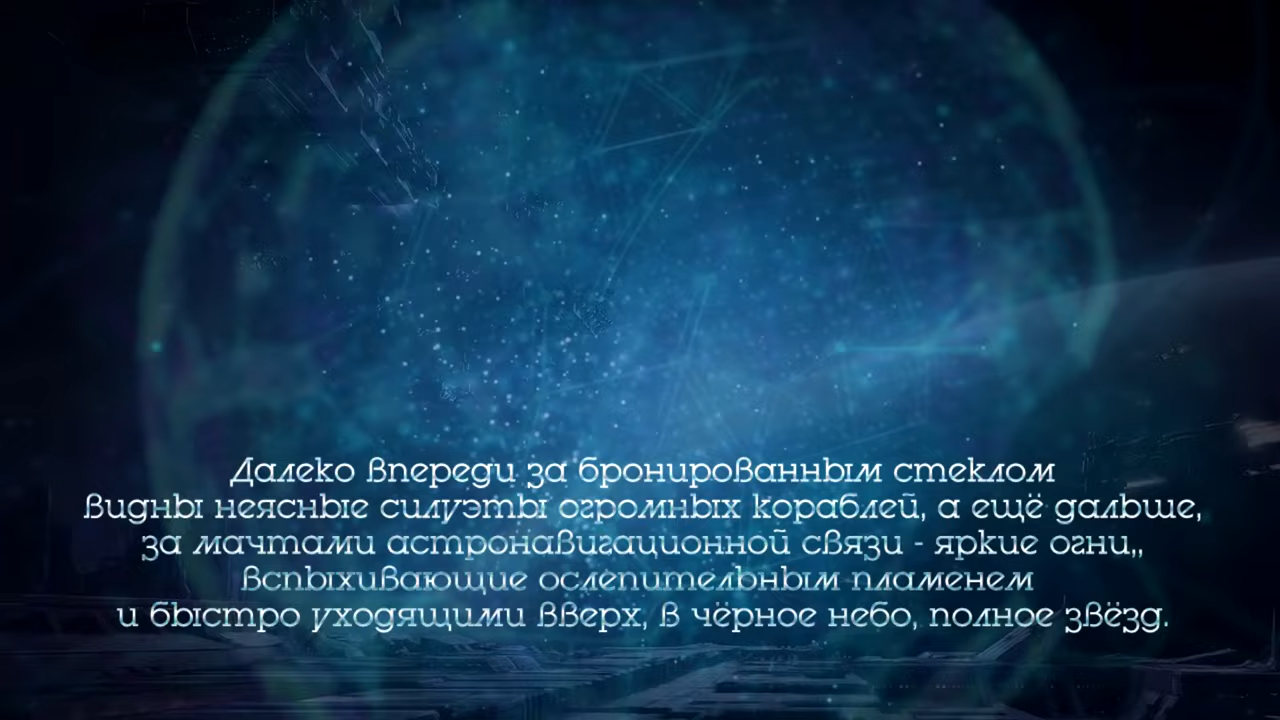 Далеко впереди за бронированным стеклом
видны неясные силуэты огромных кораблей, а ещё дальше,
за мачтами астронавигационной связи - яркие огни,,
вспыхивающие ослепительным пламенем
и быстро уходящими вверх, в чёрное небо, полное звёзд.